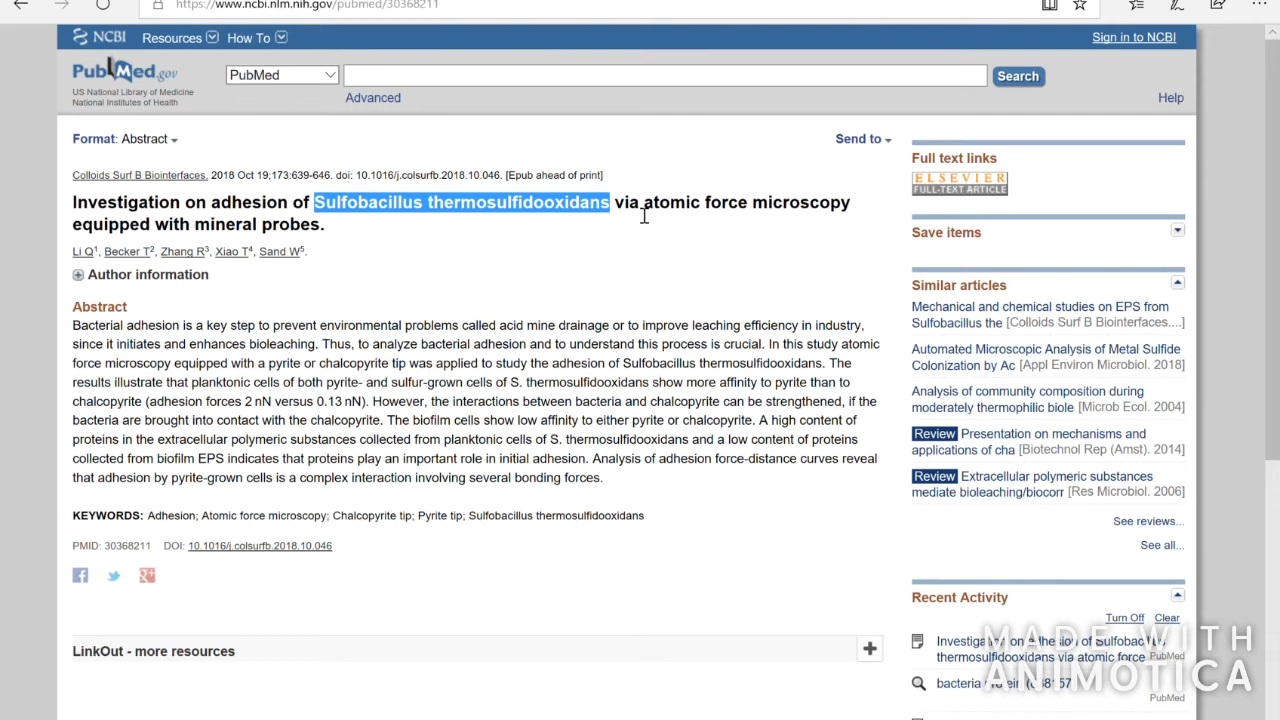 https://www.ncbi.nlm.nih.gov/pubmed/30368211
NCBI Resources How To Sign in to NCBI
PubMed.gov
US National Library of Medicine
National Institutes of Health
PubMed
Search
Advanced
Help
Format: Abstract
Send to
Colloids Surf B Biointerfaces. 2018 Oct 19;173:639-646. doi: 10.1016/j.colsurfb.2018.10.046. [Epub ahead of print]
Investigation on adhesion of Sulfobacillus thermosulfidooxidans via atomic force microscopy
equipped with mineral probes.
Li Q1, Becker T2, Zhang R3, Xiao T4, Sand W5.
Author information
Abstract
Bacterial adhesion is a key step to prevent environmental problems called acid mine drainage or to improve leaching efficiency in industry,
since it initiates and enhances bioleaching. Thus, to analyze bacterial adhesion and to understand this process is crucial. In this study atomic
force microscopy equipped with a pyrite or chalcopyrite tip was applied to study the adhesion of Sulfobacillus thermosulfidooxidans. The
results illustrate that planktonic cells of both pyrite- and sulfur-grown cells of S. thermosulfidooxidans show more affinity to pyrite than to
chalcopyrite (adhesion forces 2 nN versus 0.13 nN). However, the interactions between bacteria and chalcopyrite can be strengthened, if the
bacteria are brought into contact with the chalcopyrite. The biofilm cells show low affinity to either pyrite or chalcopyrite. A high content of
proteins in the extracellular polymeric substances collected from planktonic cells of S. thermosulfidooxidans and a low content of proteins
collected from biofilm EPS indicates that proteins play an important role in initial adhesion. Analysis of adhesion force-distance curves reveal
that adhesion by pyrite-grown cells is a complex interaction involving several bonding forces.
KEYWORDS: Adhesion; Atomic force microscopy; Chalcopyrite tip; Pyrite tip; Sulfobacillus thermosulfidooxidans
PMID: 30368211 DOI: 10.1016/j.colsurfb.2018.10.046
LinkOut - more resources
Full text links
ELSEVIER
FULL-TEXT ARTICLE
Save items
Similar articles
Mechanical and chemical studies on EPS from
Sulfobacillus the [Colloids Surf B Biointerfaces....]
Automated Microscopic Analysis of Metal Sulfide
Colonization by Ac [Appl Environ Microbiol. 2018]
Analysis of community composition during
moderately thermophilic biole [Microb Ecol. 2004]
Review Presentation on mechanisms and
applications of cha [Biotechnol Rep (Amst). 2014]
Review Extracellular polymeric substances
mediate bioleaching/biocorr [Res Microbiol. 2006]
See reviews...
See all...
Recent Activity
Turn Off Clear
Investigation on adhesion of Sulfobacillus
thermosulfidooxidans via atomic force PubMed
bacteria protein
PubMed
MADE WITH
ANIMOTICA